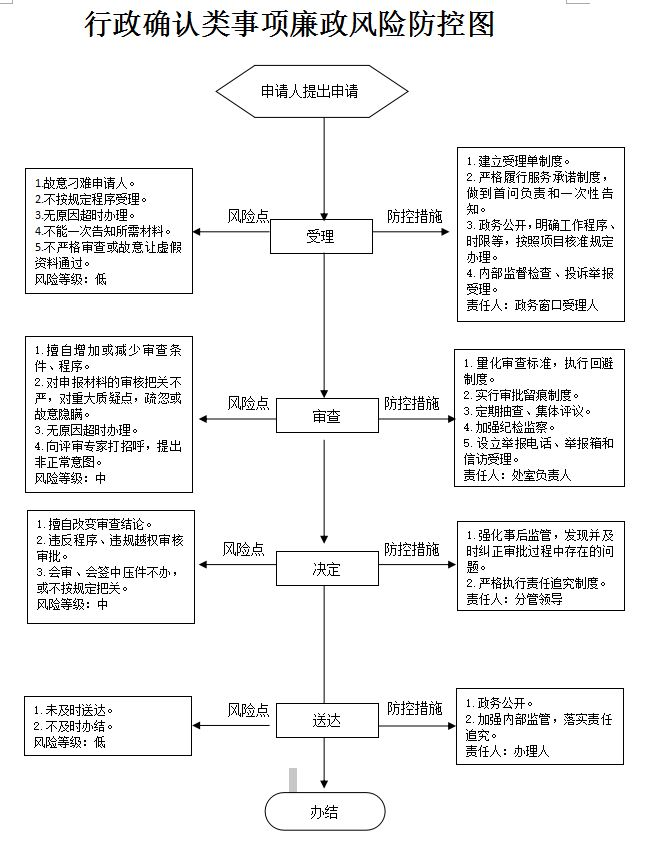 行政确认类事项廉政风险防控图
申请人提出申请
1.故意刁难申请人。
2.不按规定程序受理。
3.无原因超时办理。
4.不能一次告知所需材料。
5.不严格审查或故意让虚假
资料通过。
风险等级：低
风险点
受理
防控措施
1. 建立受理单制度。
2. 严格履行服务承诺制度，
做到首问负责和一次性告
知。
3. 政务公开，明确工作程序、
时限等，按照项目核准规定
办理。
4. 内部监督检查、投诉举报
受理。
责任人：政务窗口受理人
1. 擅自增加或减少审查条
件、程序。
2. 对申报材料的审核把关不
严，对重大质疑点，疏忽或
故意隐瞒。
3. 无原因超时办理。
4. 向评审专家打招呼，提出
非正常意图。
风险等级：中
风险点
审查
防控措施
1. 量化审查标准，执行回避
制度。
2. 实行审批留痕制度。
3. 定期抽查、集体评议。
4. 加强纪检监察。
5. 设立举报电话、举报箱和
信访受理。
责任人：处室负责人
1. 擅自改变审查结论。
2. 违反程序、违规越权审核
审批。
3. 会审、会签中压件不办，
或不按规定把关。
风险等级：中
风险点
决定
防控措施
1. 强化事后监管，发现并及
时纠正审批过程中存在的问
题。
2. 严格执行责任追究制度。
责任人：分管领导
1. 未及时送达。
2. 不及时办结。
风险等级：低
风险点
送达
防控措施
1. 政务公开。
2. 加强内部监管，落实责任
追究。
责任人：办理人
办结